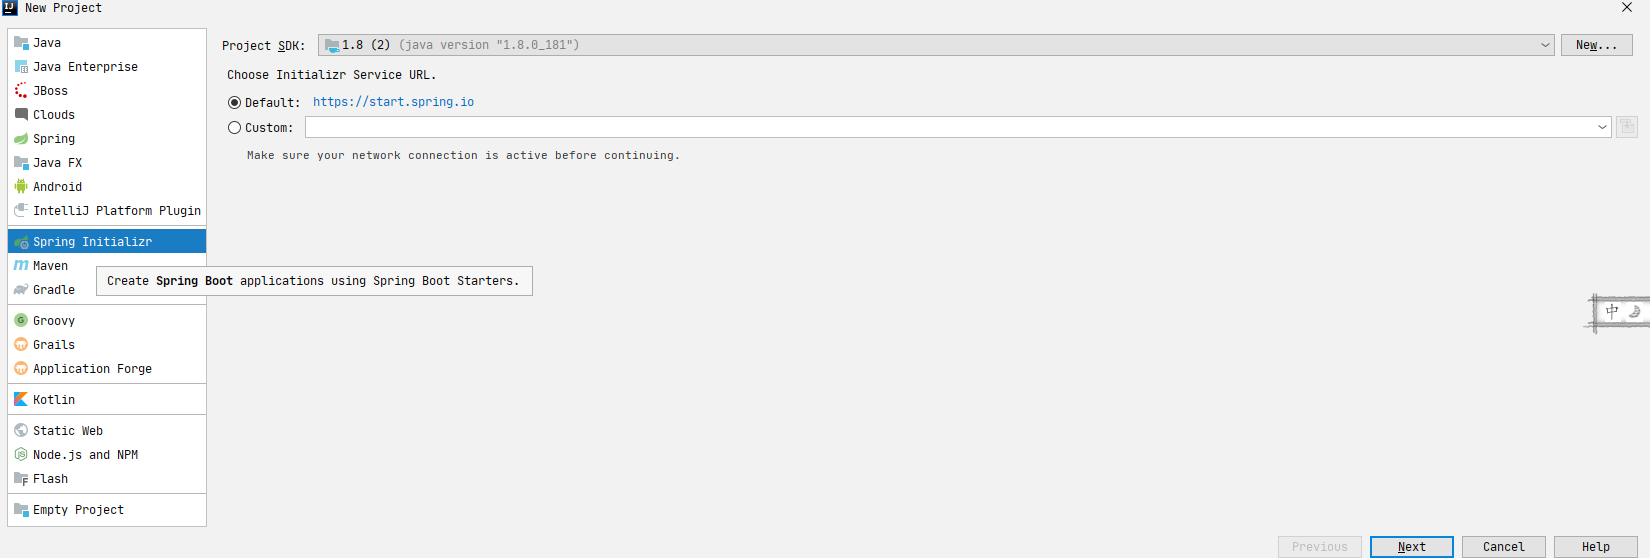 New Project
Java
Java Enterprise
JBoss
Clouds
Spring
Java FX
Android
IntelliJ Platform Plugin
Spring Initializr
Maven
Gradle
Groovy
Grails
Application Forge
Kotlin
Static Web
Node.js and NPM
Flash
Empty Project
Project SDK: 1.8 (2) (java version "1.8.0_181") New...
Choose Initializr Service URL.
Default: https://start.spring.io
Custom:
Make sure your network connection is active before continuing.
Create Spring Boot applications using Spring Boot Starters.
中
Previous Next Cancel Help